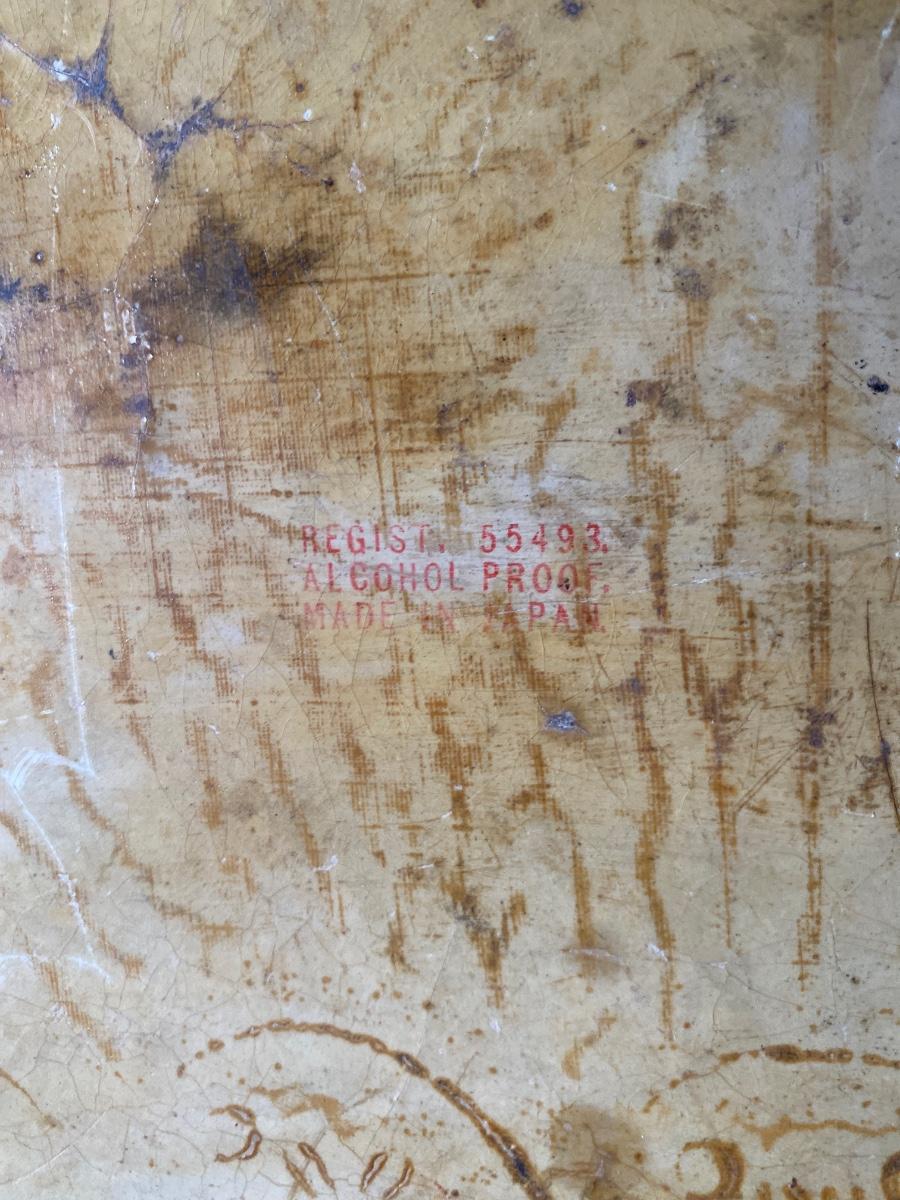 REGIST. 55493.
ALCOHOL PROOF.
MADE IN JAPAN.